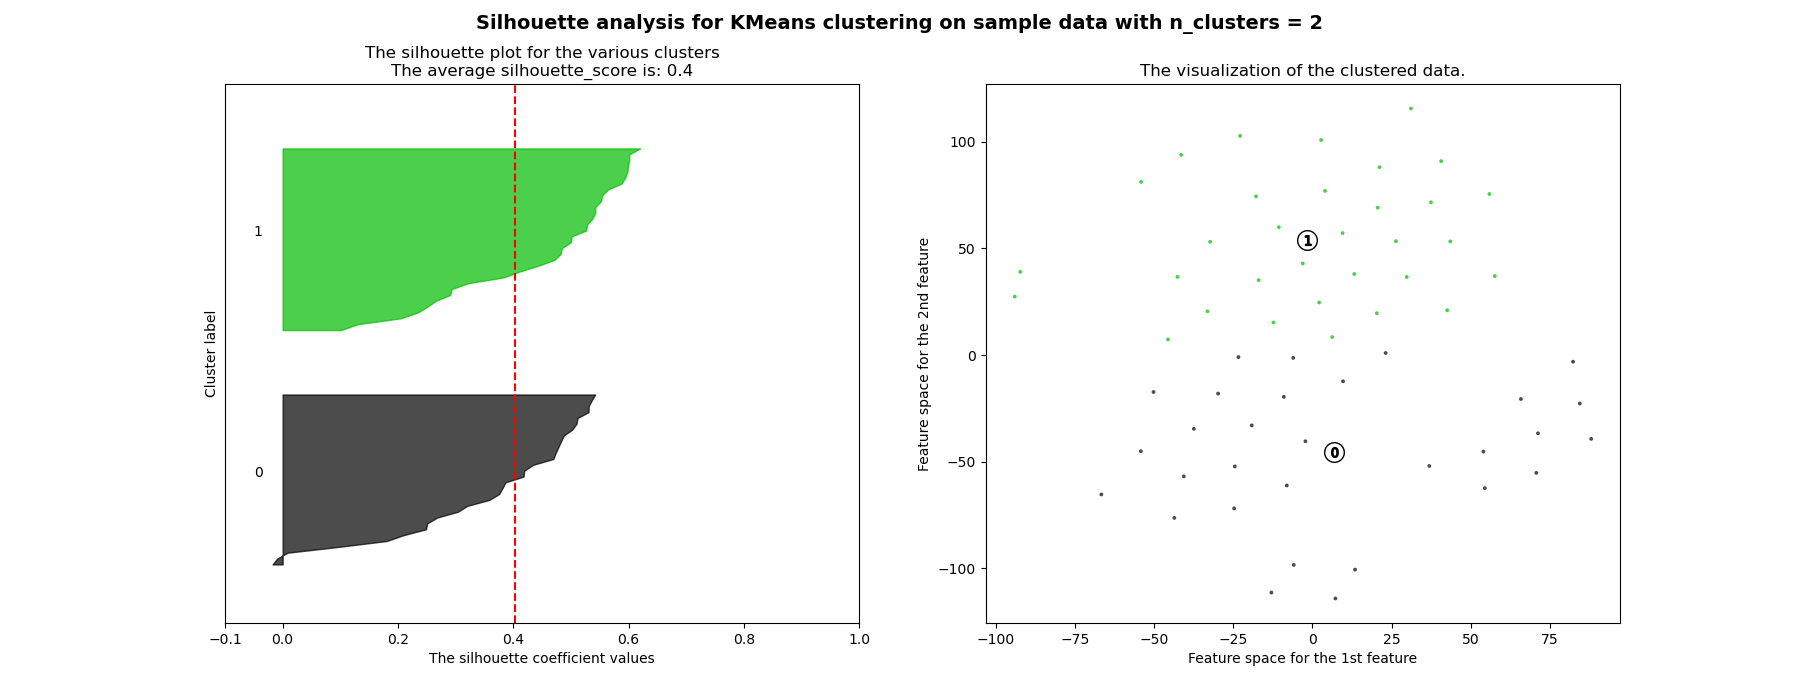 Silhouette analysis for KMeans clustering on sample data with n_clusters = 2
The silhouette plot for the various clusters
The average silhouette_score is: 0.4
1
0
Cluster label
−0.1 0.0 0.2 0.4 0.6 0.8 1.0
The silhouette coefficient values
The visualization of the clustered data.
100
50
0
−50
−100
Feature space for the 2nd feature
1
0
−100 −75 −50 −25 0 25 50 75
Feature space for the 1st feature